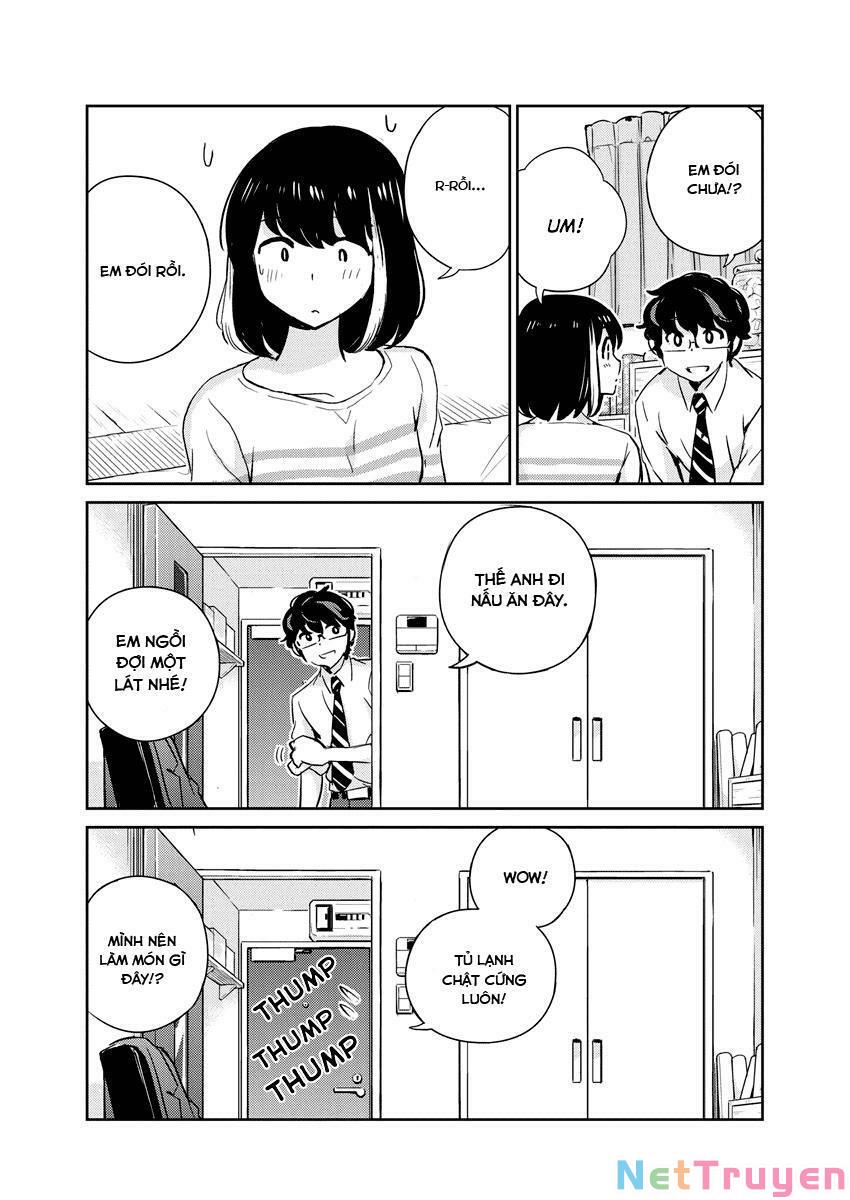 EM ĐÓI
CHƯA!?
UM!
R-RỒI...
EM ĐÓI RỒI.
THẾ ANH ĐI
NẤU ĂN ĐÂY.
EM NGỒI
ĐỢI MỘT
LÁT NHÉ!
WOW!
TỦ LẠNH
CHẬT CỨNG
LUÔN!
THUMP
THUMP
THUMP
MÌNH NÊN
LÀM MÓN GÌ
ĐÂY!?
NetTruyen